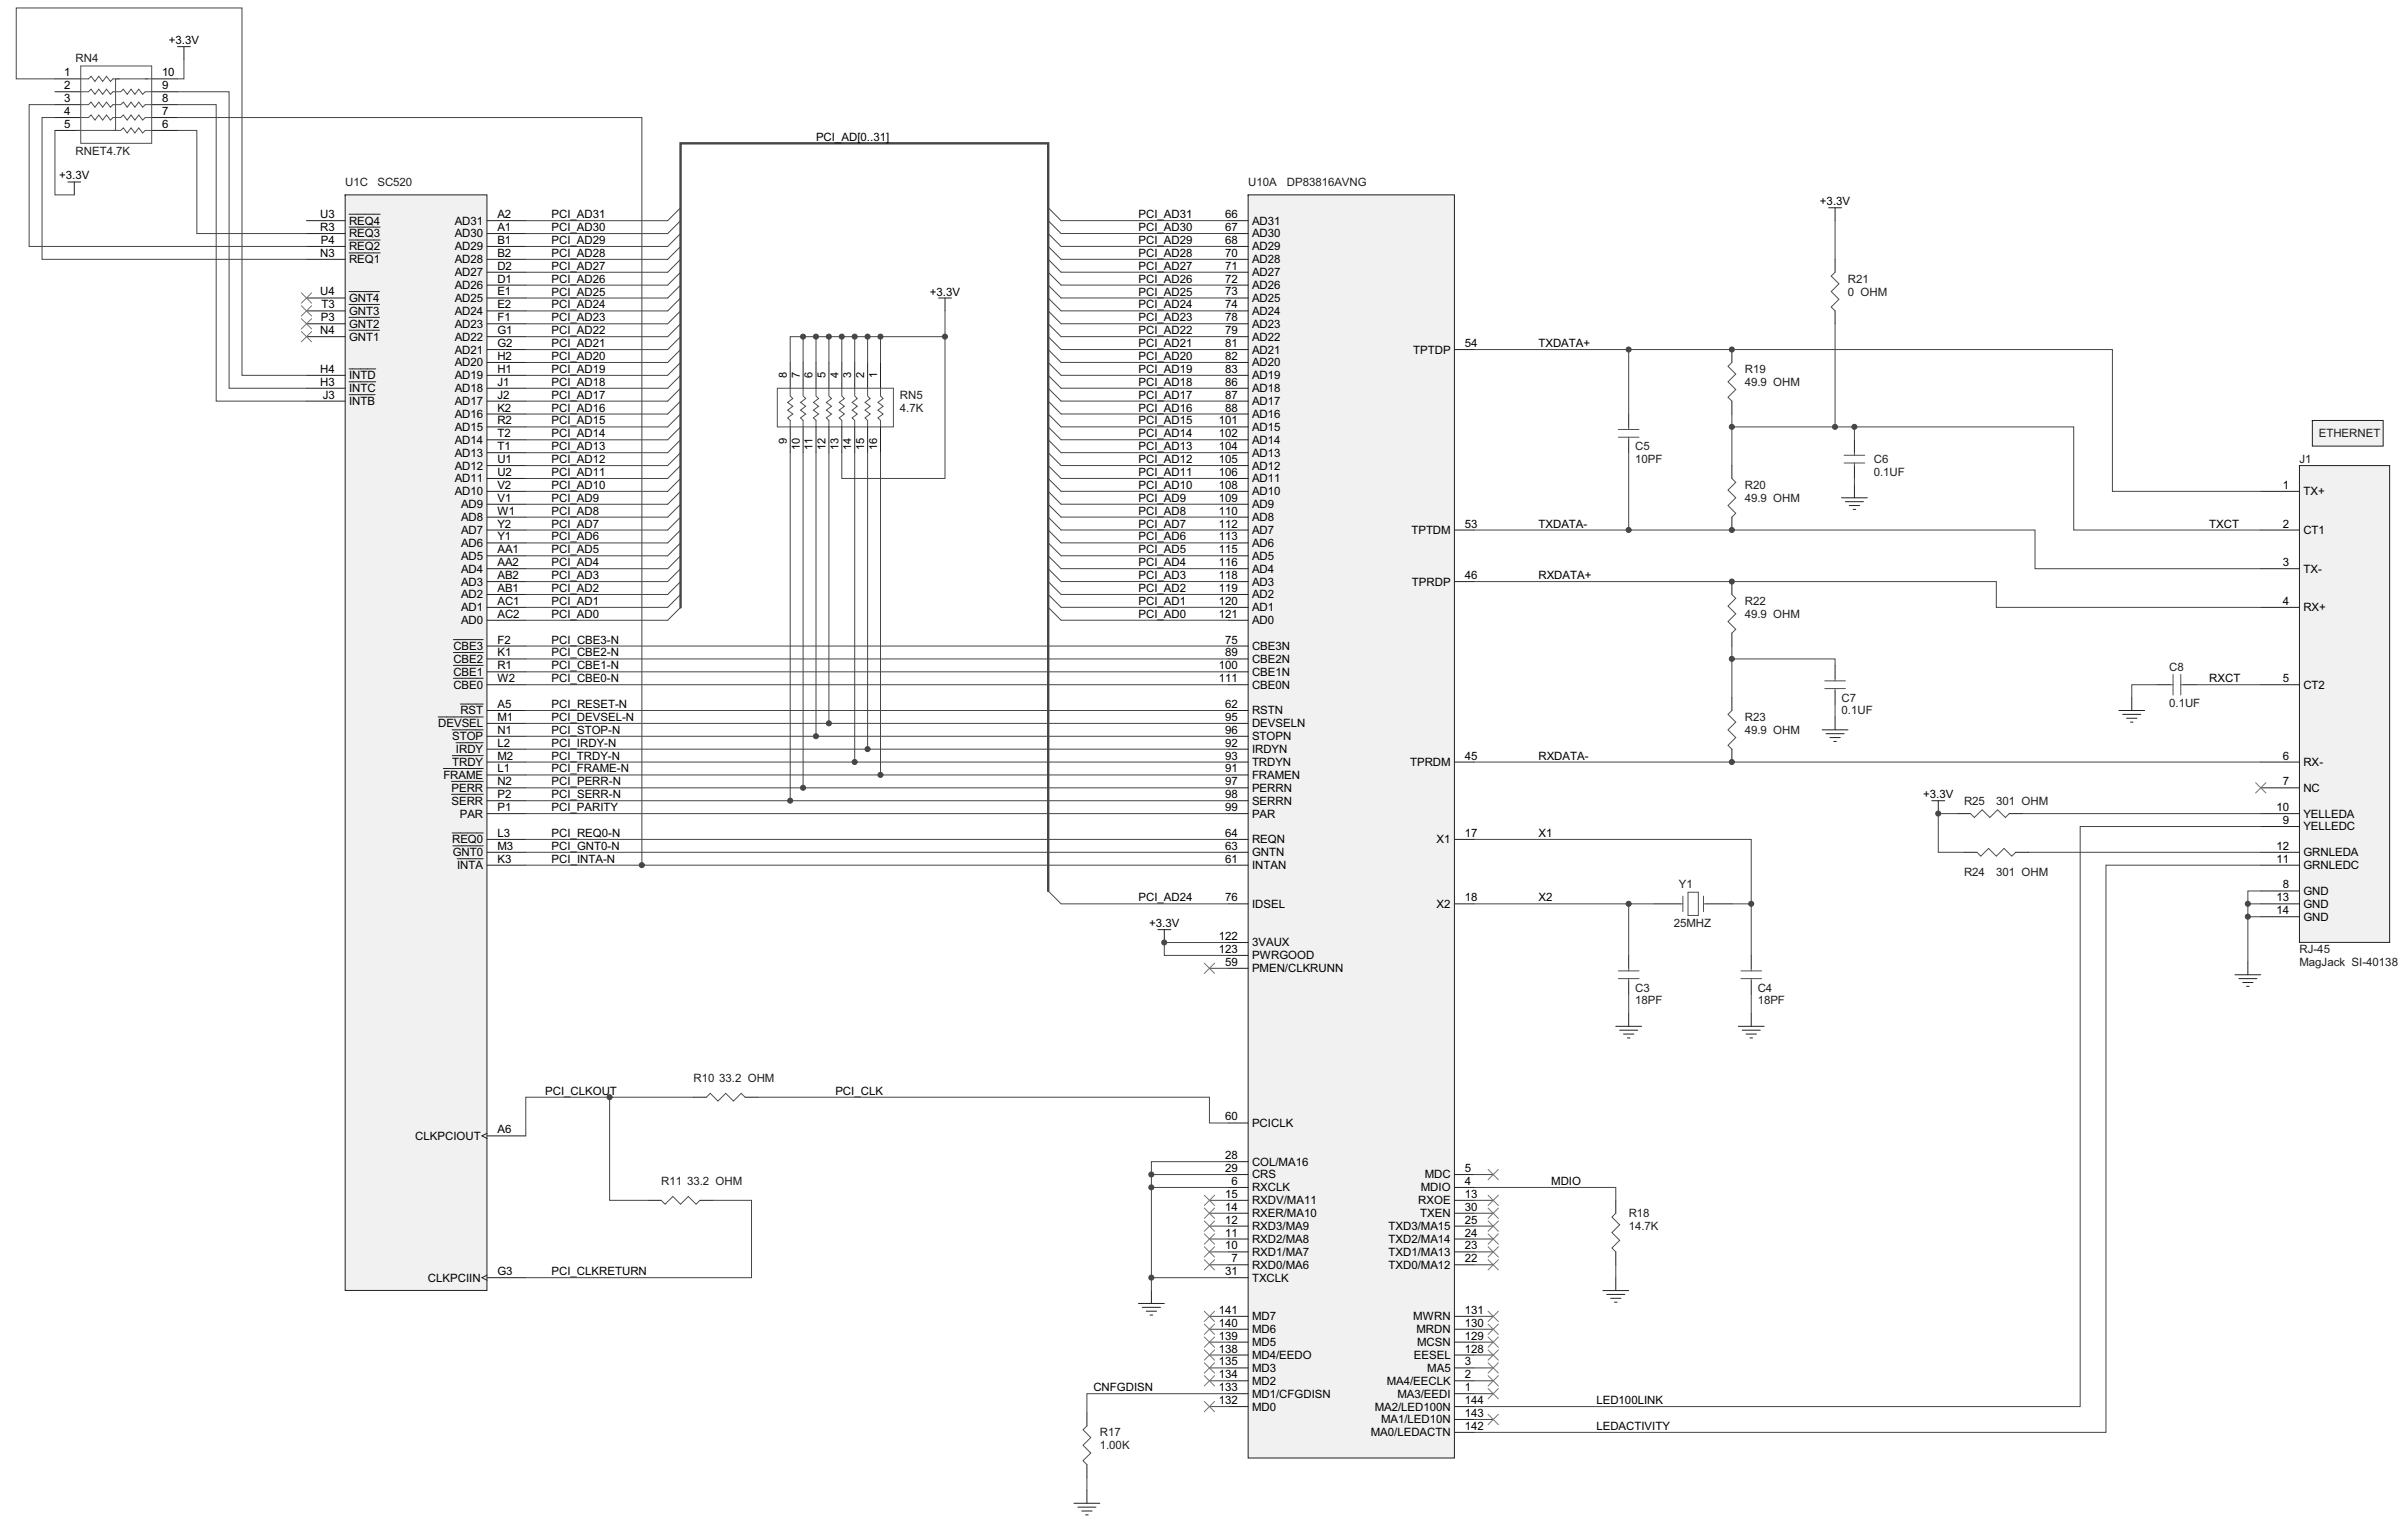 +3.3V
RN4
1 10
2 9
3 8
4 7
5 6
RNET4.7K
+3.3V
PCI_AD[0..31]
U1C SC520
U3 REQ4
R3 REQ3
P4 REQ2
N3 REQ1
U4 GNT4
T3 GNT3
P3 GNT2
N4 GNT1
H4 INTD
H3 INTC
J3 INTB
AD31 A2 PCI_AD31
AD30 A1 PCI_AD30
AD29 B1 PCI_AD29
AD28 B2 PCI_AD28
AD27 D2 PCI_AD27
AD26 D1 PCI_AD26
AD25 E1 PCI_AD25
AD24 E2 PCI_AD24
AD23 F1 PCI_AD23
AD22 G1 PCI_AD22
AD21 G2 PCI_AD21
AD20 H2 PCI_AD20
AD19 H1 PCI_AD19
AD18 J1 PCI_AD18
AD17 J2 PCI_AD17
AD16 K2 PCI_AD16
AD15 R2 PCI_AD15
AD14 T2 PCI_AD14
AD13 T1 PCI_AD13
AD12 U1 PCI_AD12
AD11 U2 PCI_AD11
AD10 V2 PCI_AD10
AD9 V1 PCI_AD9
AD8 W1 PCI_AD8
AD7 Y2 PCI_AD7
AD6 Y1 PCI_AD6
AD5 AA1 PCI_AD5
AD4 AA2 PCI_AD4
AD3 AB2 PCI_AD3
AD2 AB1 PCI_AD2
AD1 AC1 PCI_AD1
AD0 AC2 PCI_AD0
CBE3 F2 PCI_CBE3-N
CBE2 K1 PCI_CBE2-N
CBE1 R1 PCI_CBE1-N
CBE0 W2 PCI_CBE0-N
RST A5 PCI_RESET-N
DEVSEL M1 PCI_DEVSEL-N
STOP N1 PCI_STOP-N
IRDY L2 PCI_IRDY-N
TRDY M2 PCI_TRDY-N
FRAME L1 PCI_FRAME-N
PERR N2 PCI_PERR-N
SERR P2 PCI_SERR-N
PAR P1 PCI_PARITY
REQ0 L3 PCI_REQ0-N
GNT0 M3 PCI_GNT0-N
INTA K3 PCI_INTA-N
CLKPCIOUT A6 PCI_CLKOUT
R10 33.2 OHM
PCI_CLK
R11 33.2 OHM
CLKPCIIN G3 PCI_CLKRETURN
+3.3V
8 7 6 5 4 3 2 1
RN5
4.7K
9 10 11 12 13 14 15 16
U10A DP83816AVNG
PCI_AD31 66 AD31
PCI_AD30 67 AD30
PCI_AD29 68 AD29
PCI_AD28 70 AD28
PCI_AD27 71 AD27
PCI_AD26 72 AD26
PCI_AD25 73 AD25
PCI_AD24 74 AD24
PCI_AD23 78 AD23
PCI_AD22 79 AD22
PCI_AD21 81 AD21
PCI_AD20 82 AD20
PCI_AD19 83 AD19
PCI_AD18 86 AD18
PCI_AD17 87 AD17
PCI_AD16 88 AD16
PCI_AD15 101 AD15
PCI_AD14 102 AD14
PCI_AD13 104 AD13
PCI_AD12 105 AD12
PCI_AD11 106 AD11
PCI_AD10 108 AD10
PCI_AD9 109 AD9
PCI_AD8 110 AD8
PCI_AD7 112 AD7
PCI_AD6 113 AD6
PCI_AD5 115 AD5
PCI_AD4 116 AD4
PCI_AD3 118 AD3
PCI_AD2 119 AD2
PCI_AD1 120 AD1
PCI_AD0 121 AD0
75 CBE3N
89 CBE2N
100 CBE1N
111 CBE0N
62 RSTN
95 DEVSELN
96 STOPN
92 IRDYN
93 TRDYN
91 FRAMEN
97 PERRN
98 SERRN
99 PAR
64 REQN
63 GNTN
61 INTAN
PCI_AD24 76 IDSEL
+3.3V
122 3VAUX
123 PWRGOOD
59 PMEN/CLKRUNN
60 PCICLK
28 COL/MA16
29 CRS
6 RXCLK
15 RXDV/MA11
14 RXER/MA10
12 RXD3/MA9
11 RXD2/MA8
10 RXD1/MA7
7 RXD0/MA6
31 TXCLK
141 MD7
140 MD6
139 MD5
138 MD4/EEDO
135 MD3
134 MD2
CNFGDISN 133 MD1/CFGDISN
132 MD0
R17
1.00K
TPTDP 54 TXDATA+
TPTDM 53 TXDATA-
TPRDP 46 RXDATA+
TPRDM 45 RXDATA-
X1 17 X1
X2 18 X2
MDC 5
MDIO 4 MDIO
RXOE 13
TXEN 30
TXD3/MA15 25
TXD2/MA14 24
TXD1/MA13 23
TXD0/MA12 22
MWRN 131
MRDN 130
MCSN 129
EESEL 128
MA5 3
MA4/EECLK 2
MA3/EEDI 1
MA2/LED100N 144 LED100LINK
MA1/LED10N 143
MA0/LEDACTN 142 LEDACTIVITY
R18
14.7K
+3.3V
R21
0 OHM
R19
49.9 OHM
C5
10PF
C6
0.1UF
R20
49.9 OHM
R22
49.9 OHM
C7
0.1UF
R23
49.9 OHM
Y1
25MHZ
C3
18PF
C4
18PF
C8
0.1UF
+3.3V
R25 301 OHM
R24 301 OHM
ETHERNET
J1
1 TX+
TXCT 2 CT1
3 TX-
4 RX+
RXCT 5 CT2
6 RX-
7 NC
10 YELLEDA
9 YELLEDC
12 GRNLEDA
11 GRNLEDC
8 GND
13 GND
14 GND
RJ-45
MagJack SI-40138